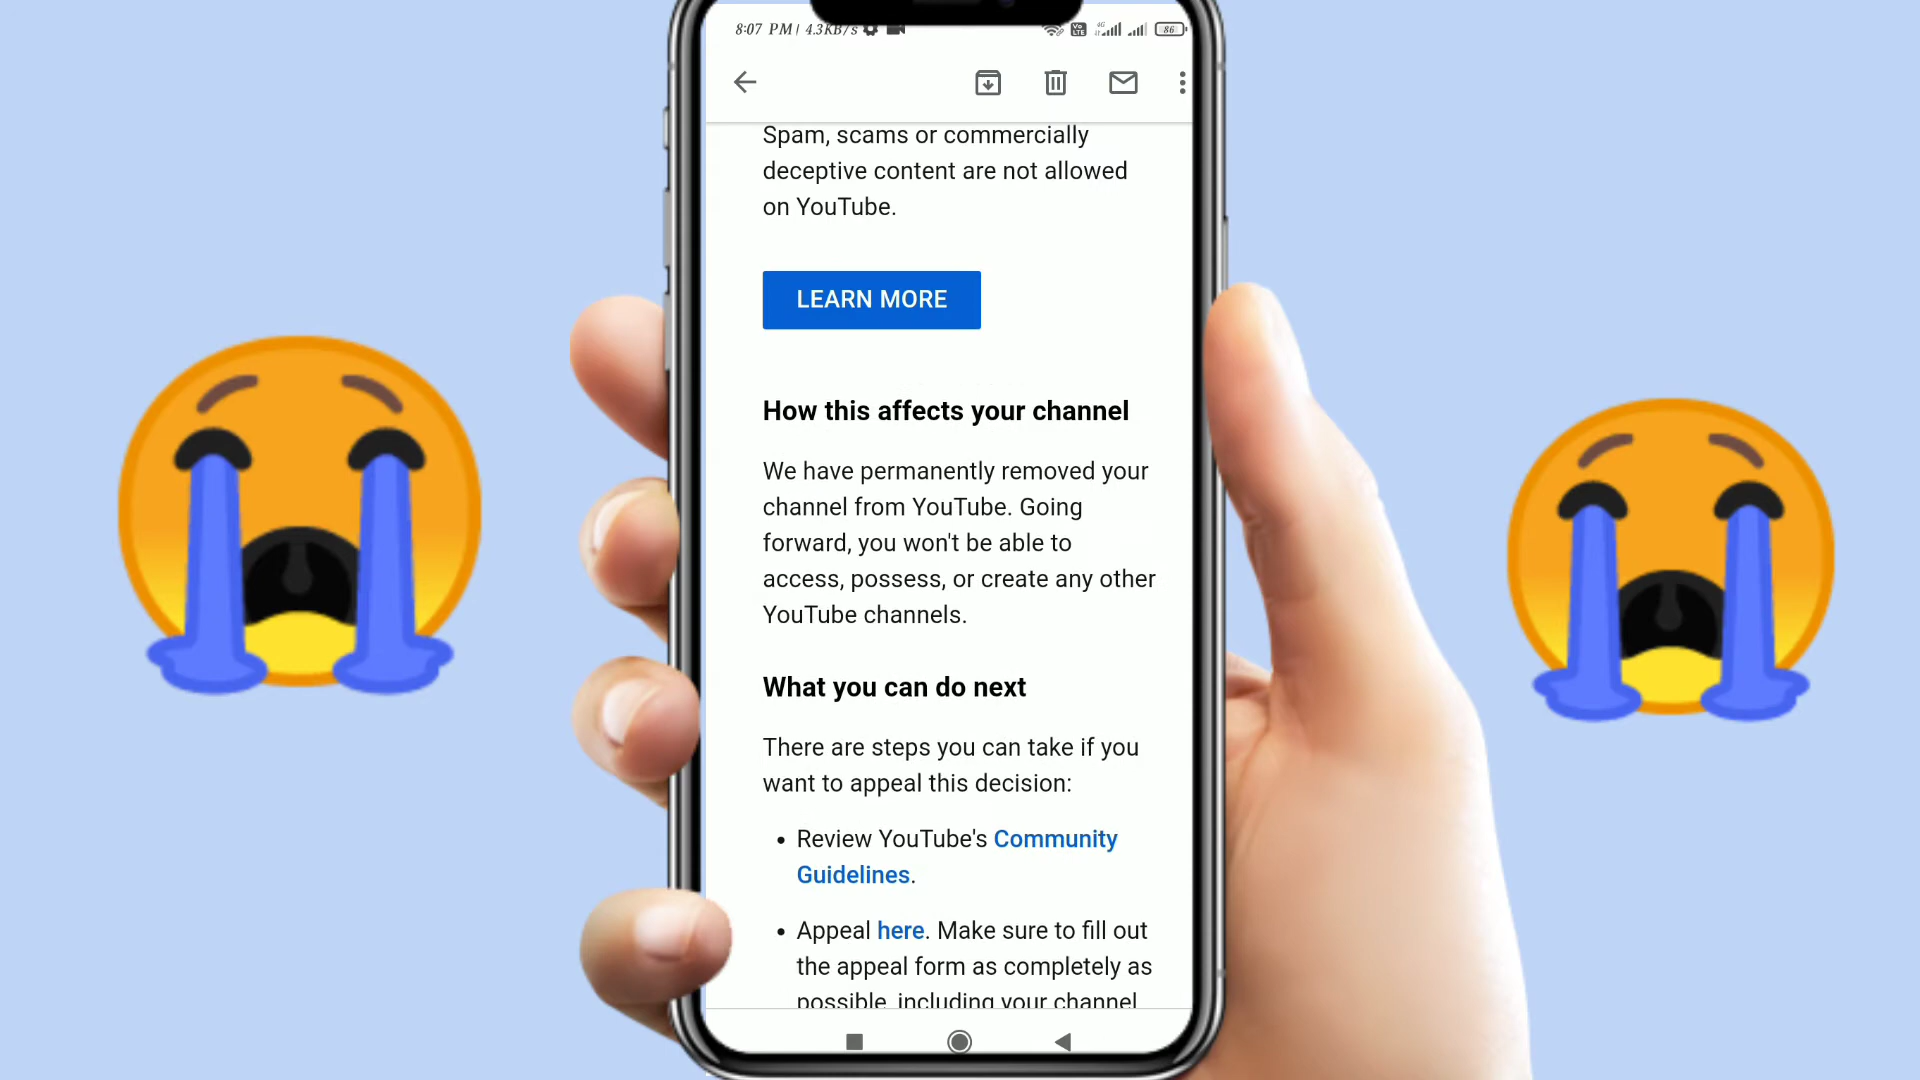 8:07 PM | 4.3KB/s
Vo LTE 4G 86
Spam, scams or commercially
deceptive content are not allowed
on YouTube.
LEARN MORE
How this affects your channel
We have permanently removed your
channel from YouTube. Going
forward, you won't be able to
access, possess, or create any other
YouTube channels.
What you can do next
There are steps you can take if you
want to appeal this decision:
• Review YouTube's Community
Guidelines.
• Appeal here. Make sure to fill out
the appeal form as completely as
possible, including your channel